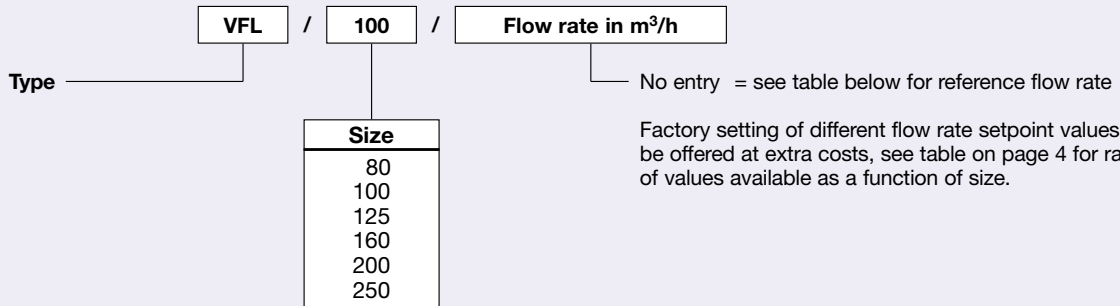 VFL / 100 / Flow rate in m³/h
Type
No entry = see table below for reference flow rate
Factory setting of different flow rate setpoint values
be offered at extra costs, see table on page 4 for
of values available as a function of size.
Size
80
100
125
160
200
250